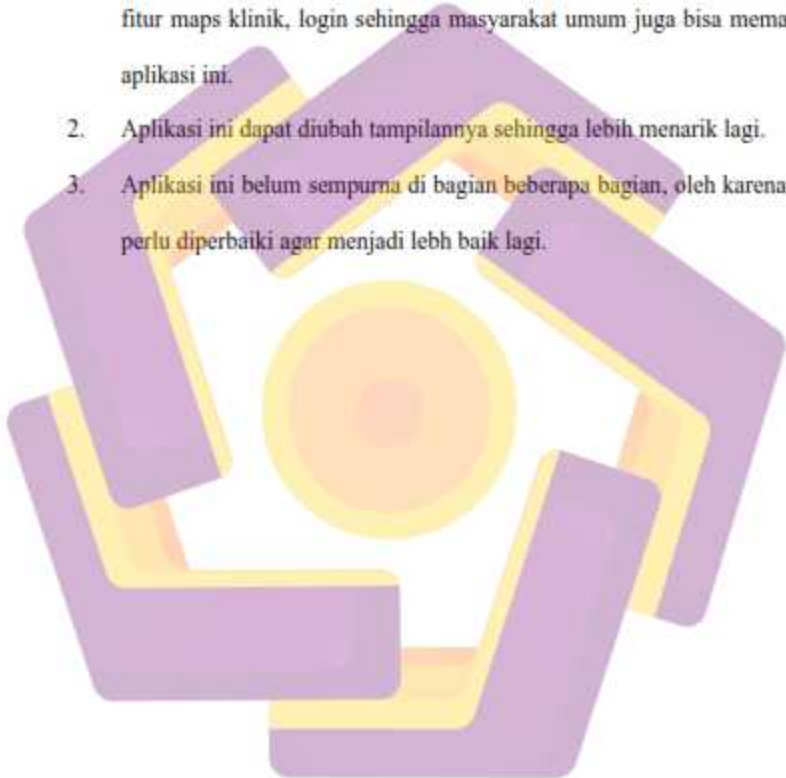 fitur maps klinik, login sehingga masyarakat umum juga bisa mema
aplikasi ini.
2. Aplikasi ini dapat diubah tampilannya sehingga lebih menarik lagi.
3. Aplikasi ini belum sempurna di bagian beberapa bagian, oleh karena
perlu diperbaiki agar menjadi lebh baik lagi.